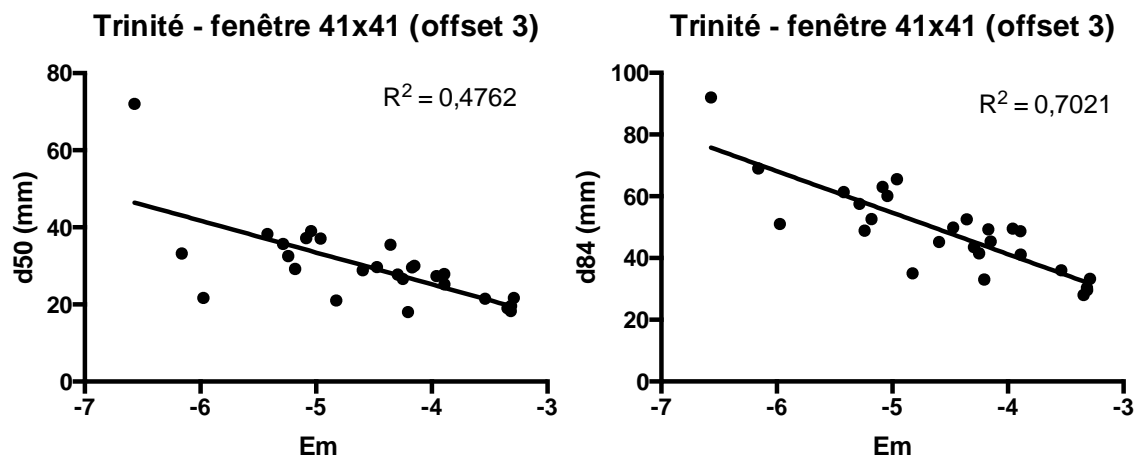 Trinité - fenêtre 41x41 (offset 3)
80
60
40
20
0
d50 (mm)
R² = 0,4762
-7
-6
-5
-4
-3
Em
Trinité - fenêtre 41x41 (offset 3)
100
80
60
40
20
0
d84 (mm)
R² = 0,7021
-7
-6
-5
-4
-3
Em